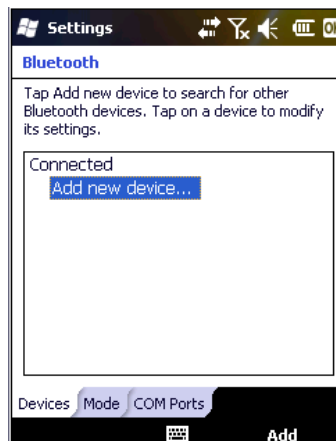 Settings
Bluetooth
Tap Add new device to search for other
Bluetooth devices. Tap on a device to modify
its settings.
Connected
Add new device...
Devices Mode COM Ports
Add